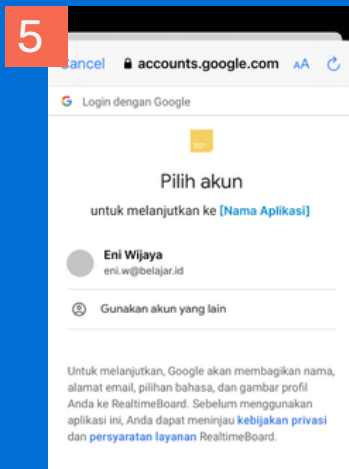 5
Cancel accounts.google.com AA
G Login dengan Google
Pilih akun
untuk melanjutkan ke [Nama Aplikasi]
Eni Wijaya
eni.w@belajar.id
Gunakan akun yang lain
Untuk melanjutkan, Google akan membagikan nama,
alamat email, pilihan bahasa, dan gambar profil
Anda ke RealtimeBoard. Sebelum menggunakan
aplikasi ini, Anda dapat meninjau kebijakan privasi
dan persyaratan layanan RealtimeBoard.